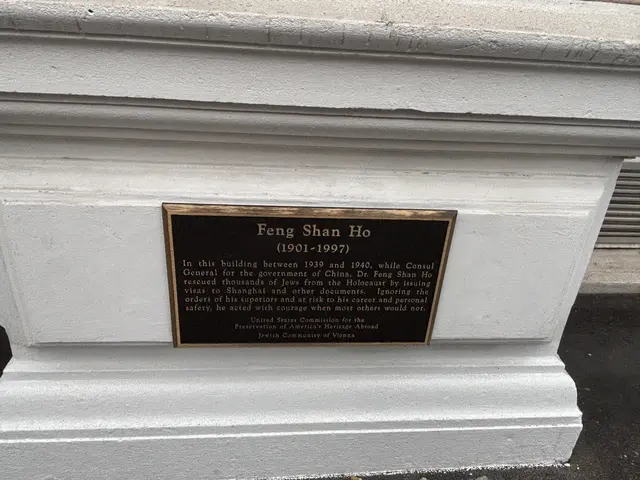 Feng Shan Ho
(1901-1997)
In this building between 1939 and 1940, while Consul
General for the government of China, Dr. Feng Shan Ho
rescued thousands of Jews from the Holocaust by issuing
visas to Shanghai and other documents. Ignoring the
orders of his superiors and at risk to his career and personal
safety, he acted with courage when most others would not.
United States Commission for the
Preservation of America's Heritage Abroad
Jewish Community of Vienna